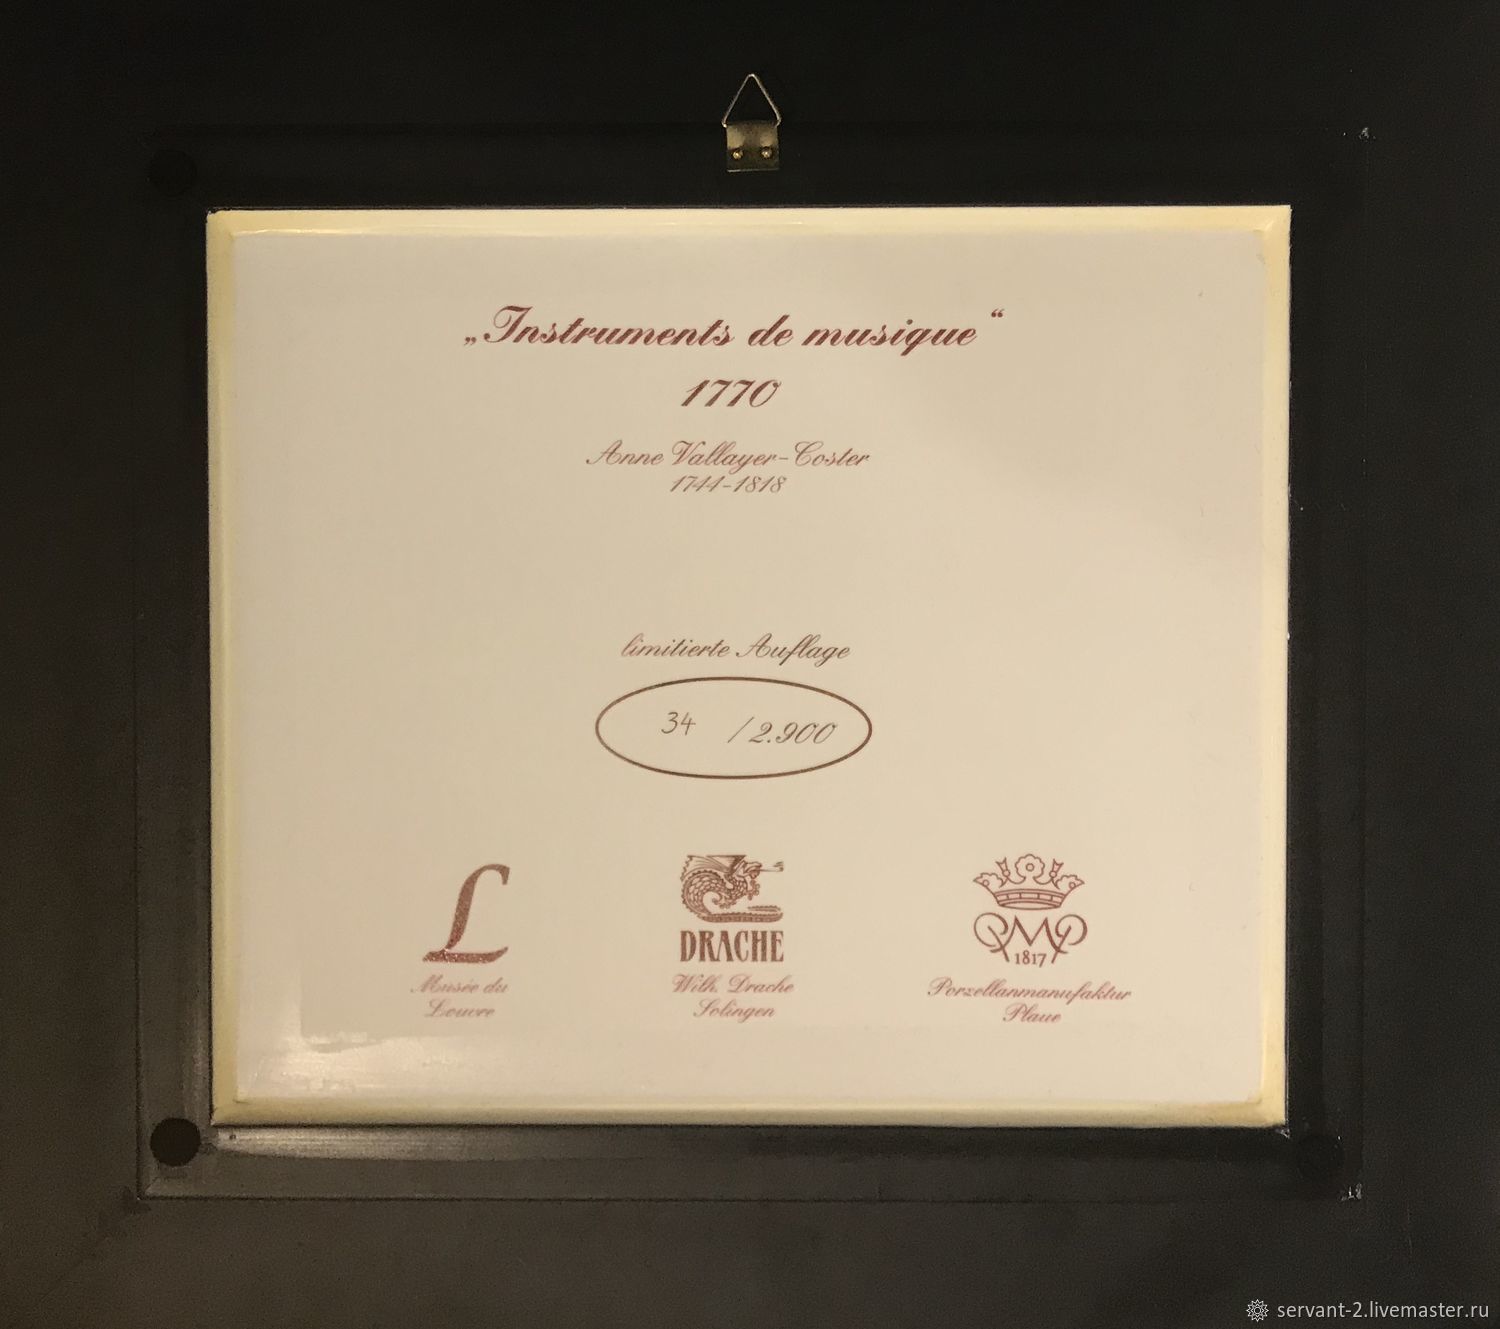 „Instruments de musique“
1770
Anne Vallayer-Coster
1744-1818
limitierte Auflage
34 / 2.900
L
DRACHE
PMP
1817
Musée du
Louvre
Wilh. Drache
Solingen
Porzellanmanufaktur
Plaue
servant-2.livemaster.ru